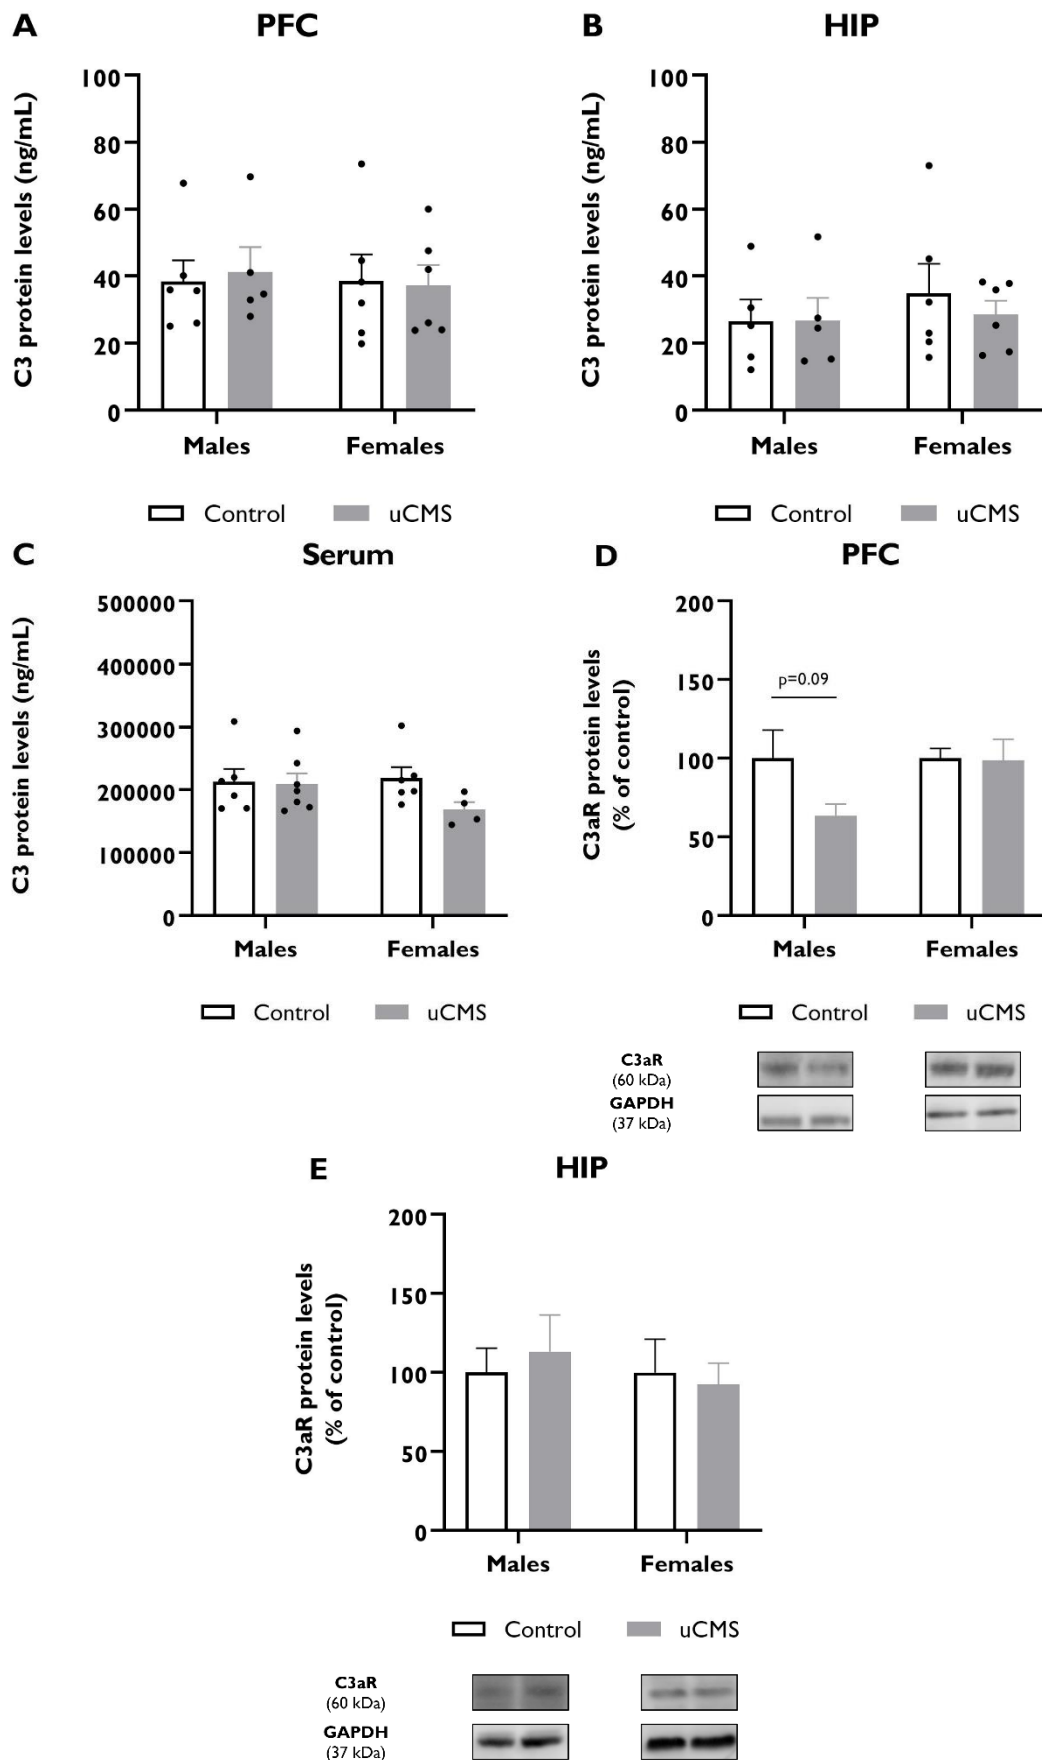 A PFC
C3 protein levels (ng/mL)
100
80
60
40
20
0
Males Females
Control uCMS
B HIP
C3 protein levels (ng/mL)
100
80
60
40
20
0
Males Females
Control uCMS
C Serum
C3 protein levels (ng/mL)
500000
400000
300000
200000
100000
0
Males Females
Control uCMS
D PFC
C3aR protein levels
(% of control)
200
150
100
50
0
p=0.09
Males Females
Control uCMS
C3aR
(60 kDa)
GAPDH
(37 kDa)
E HIP
C3aR protein levels
(% of control)
200
150
100
50
0
Males Females
Control uCMS
C3aR
(60 kDa)
GAPDH
(37 kDa)